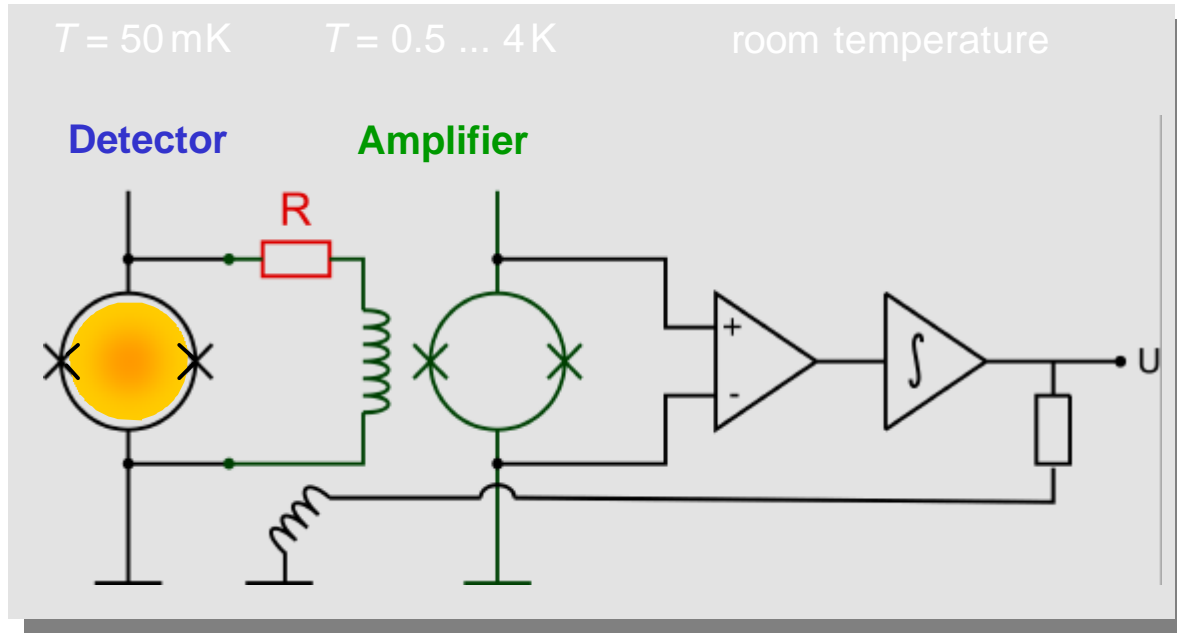 T = 50 mK T = 0.5 ... 4 K room temperature
Detector Amplifier
R
+
∫
U
-